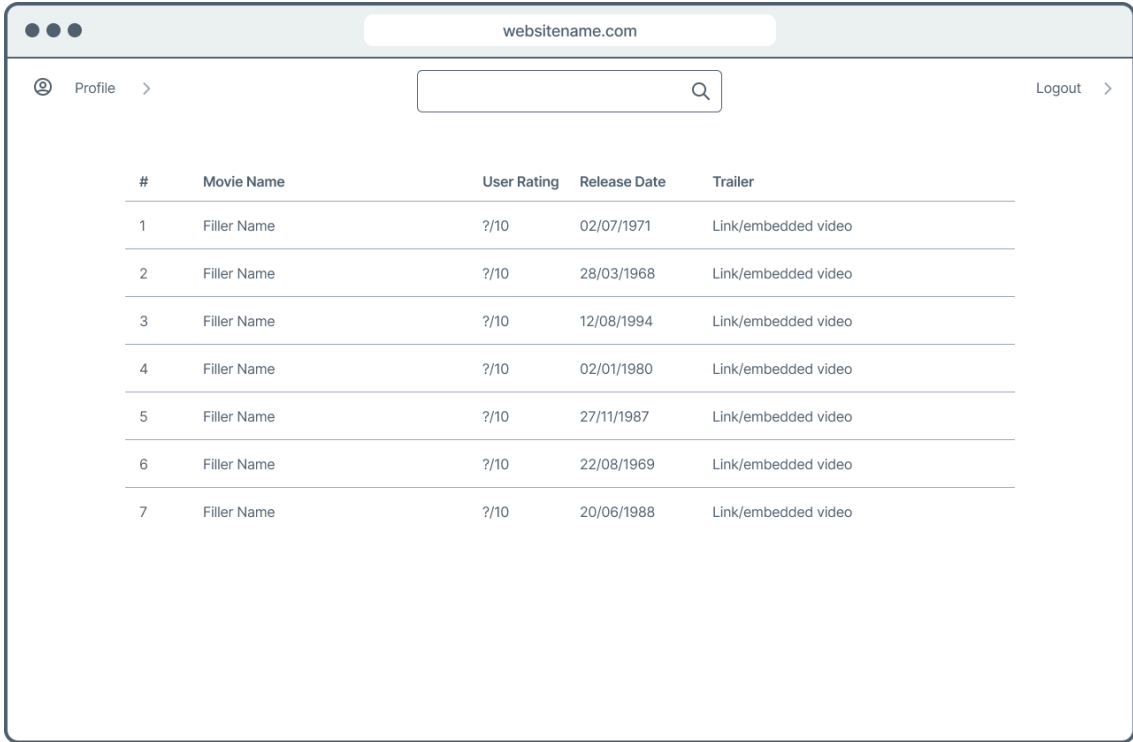 websitename.com
Profile
Logout
# Movie Name User Rating Release Date Trailer
1 Filler Name ?/10 02/07/1971 Link/embedded video
2 Filler Name ?/10 28/03/1968 Link/embedded video
3 Filler Name ?/10 12/08/1994 Link/embedded video
4 Filler Name ?/10 02/01/1980 Link/embedded video
5 Filler Name ?/10 27/11/1987 Link/embedded video
6 Filler Name ?/10 22/08/1969 Link/embedded video
7 Filler Name ?/10 20/06/1988 Link/embedded video